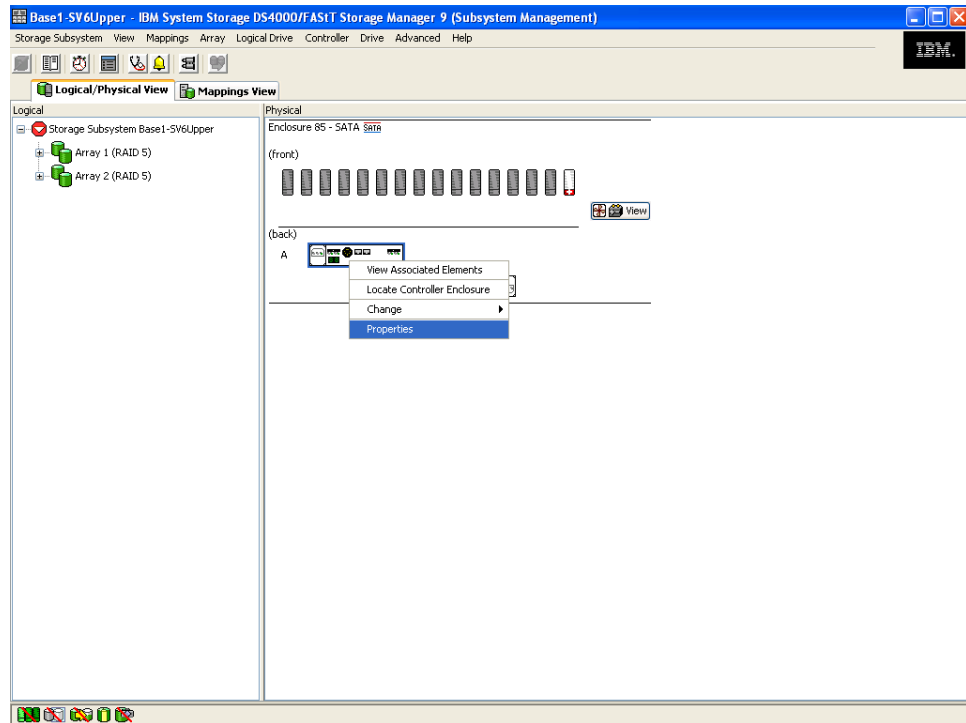 Base1-SV6Upper - IBM System Storage DS4000/FAStT Storage Manager 9 (Subsystem Management)
Storage Subsystem View Mappings Array Logical Drive Controller Drive Advanced Help
IBM.
Logical/Physical View Mappings View
Logical
Storage Subsystem Base1-SV6Upper
Array 1 (RAID 5)
Array 2 (RAID 5)
Physical
Enclosure 85 - SATA SATA
(front)
View
(back)
A
View Associated Elements
Locate Controller Enclosure
Change
Properties